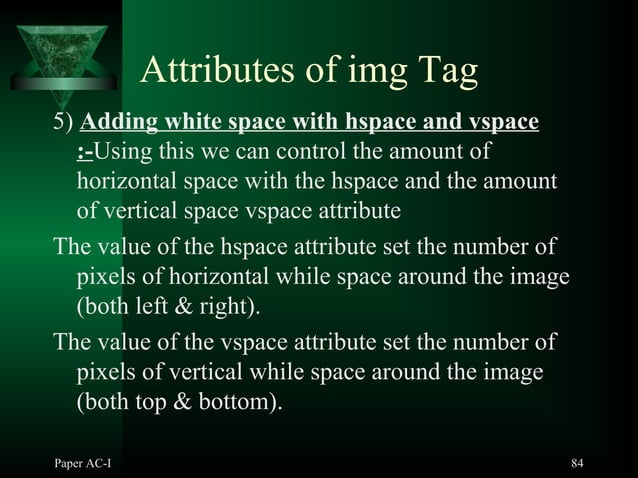 Attributes of img Tag
5) Adding white space with hspace and vspace
:-Using this we can control the amount of
horizontal space with the hspace and the amount
of vertical space vspace attribute
The value of the hspace attribute set the number of
pixels of horizontal while space around the image
(both left & right).
The value of the vspace attribute set the number of
pixels of vertical while space around the image
(both top & bottom).
Paper AC-I
84